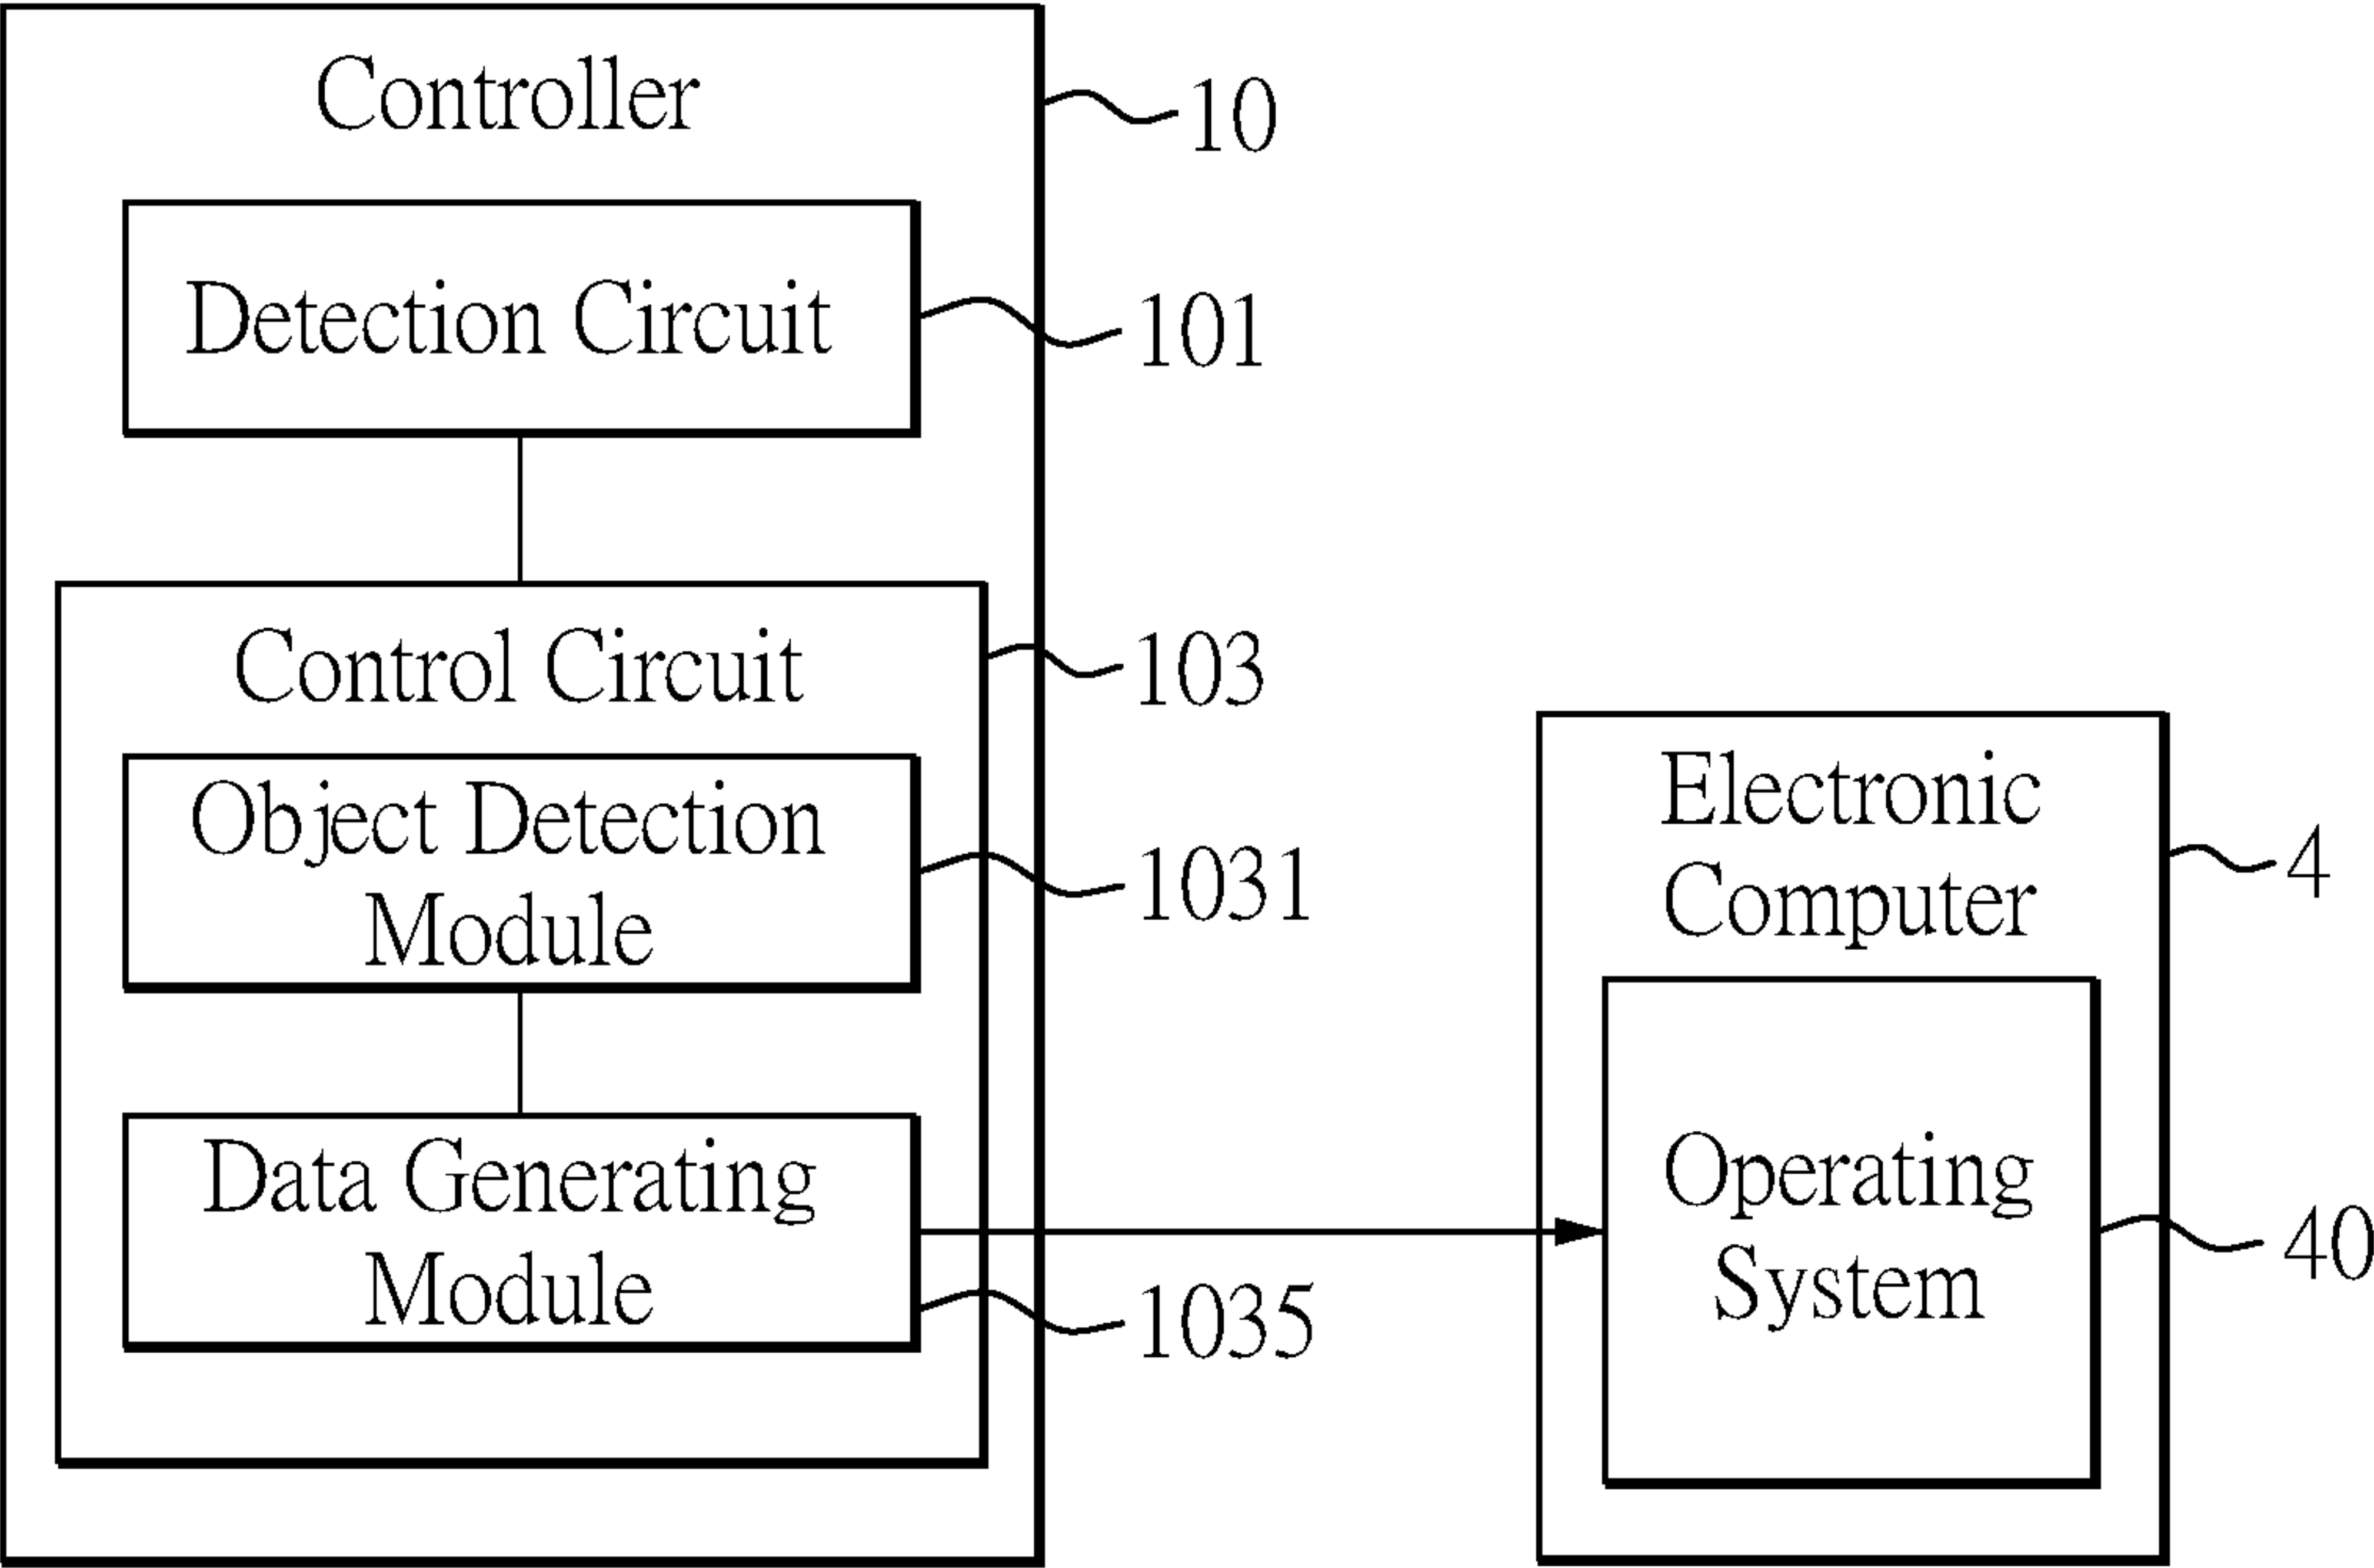 Controller
10
Detection Circuit
101
Control Circuit
103
Object Detection
Module
1031
Data Generating
Module
1035
Electronic
Computer
4
Operating
System
40